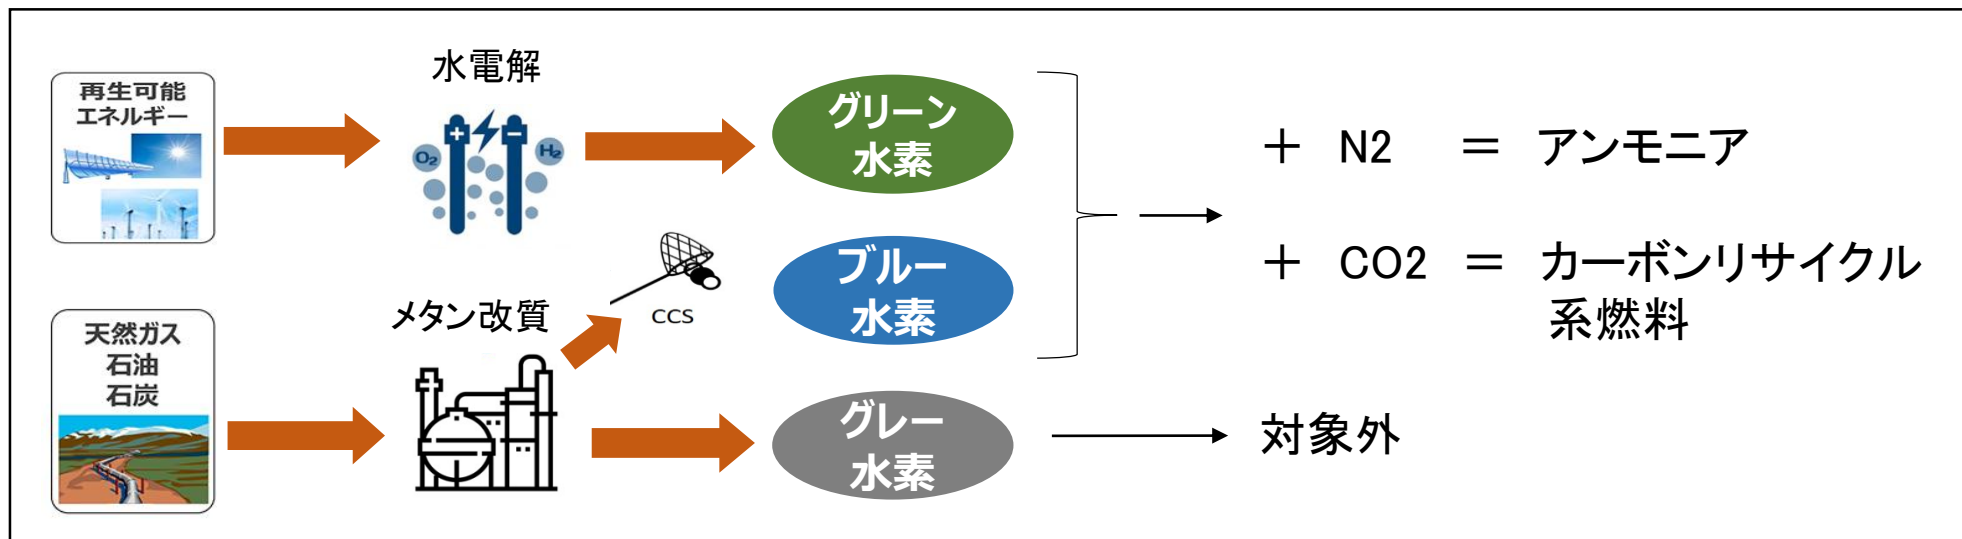 水電解
再生可能
エネルギー
O2
H2
グリーン
水素
＋ N2 ＝ アンモニア
ブルー
水素
＋ CO2 ＝ カーボンリサイクル
系燃料
CCS
メタン改質
天然ガス
石油
石炭
グレー
水素
対象外